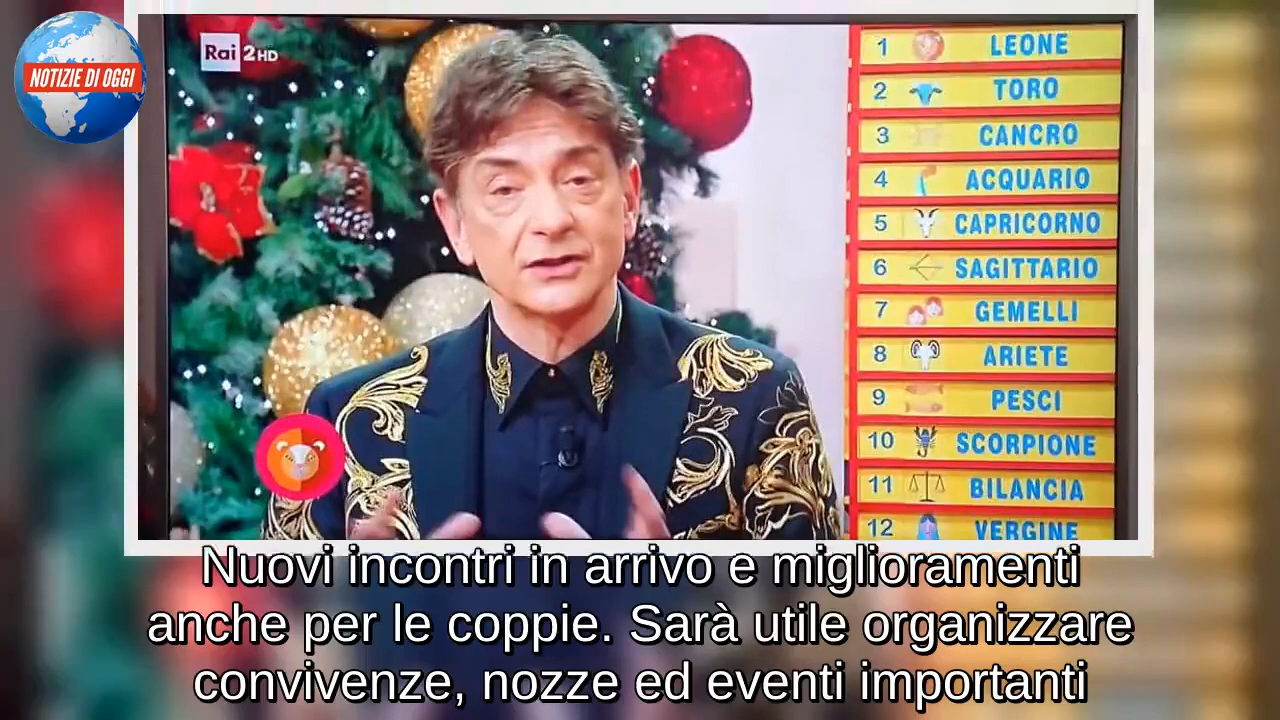 NOTIZIE DI OGGI
Rai 2 HD
1 LEONE
2 TORO
3 CANCRO
4 ACQUARIO
5 CAPRICORNO
6 SAGITTARIO
7 GEMELLI
8 ARIETE
9 PESCI
10 SCORPIONE
11 BILANCIA
12 VERGINE
Nuovi incontri in arrivo e miglioramenti
anche per le coppie. Sarà utile organizzare
convivenze, nozze ed eventi importanti